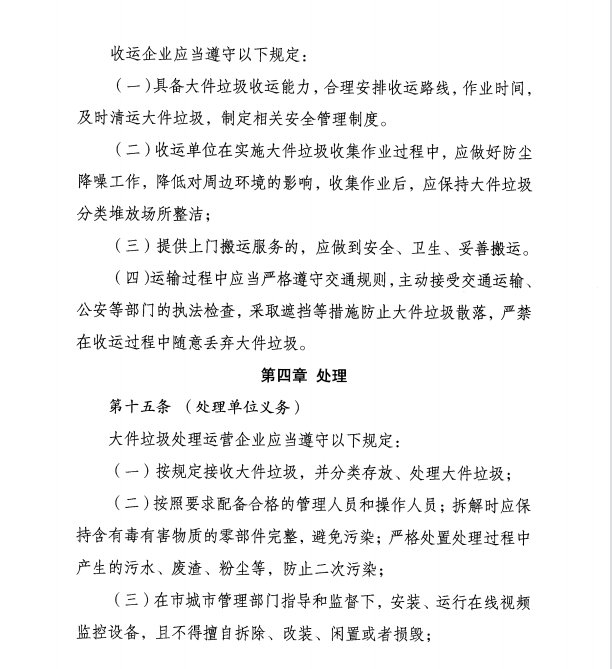 收运企业应当遵守以下规定：
（一）具备大件垃圾收运能力，合理安排收运路线，作业时间，
及时清运大件垃圾，制定相关安全管理制度。
（二）收运单位在实施大件垃圾收集作业过程中，应做好防尘
降噪工作，降低对周边环境的影响，收集作业后，应保持大件垃圾
分类堆放场所整洁；
（三）提供上门搬运服务的，应做到安全、卫生、妥善搬运。
（四）运输过程中应当严格遵守交通规则，主动接受交通运输、
公安等部门的执法检查，采取遮挡等措施防止大件垃圾散落，严禁
在收运过程中随意丢弃大件垃圾。
第四章 处理
第十五条 （处理单位义务）
大件垃圾处理运营企业应当遵守以下规定：
（一）按规定接收大件垃圾，并分类存放、处理大件垃圾；
（二）按照要求配备合格的管理人员和操作人员；拆解时应保
持含有毒有害物质的零部件完整，避免污染；严格处置处理过程中
产生的污水、废渣、粉尘等，防止二次污染；
（三）在市城市管理部门指导和监督下，安装、运行在线视频
监控设备，且不得擅自拆除、改装、闲置或者损毁；